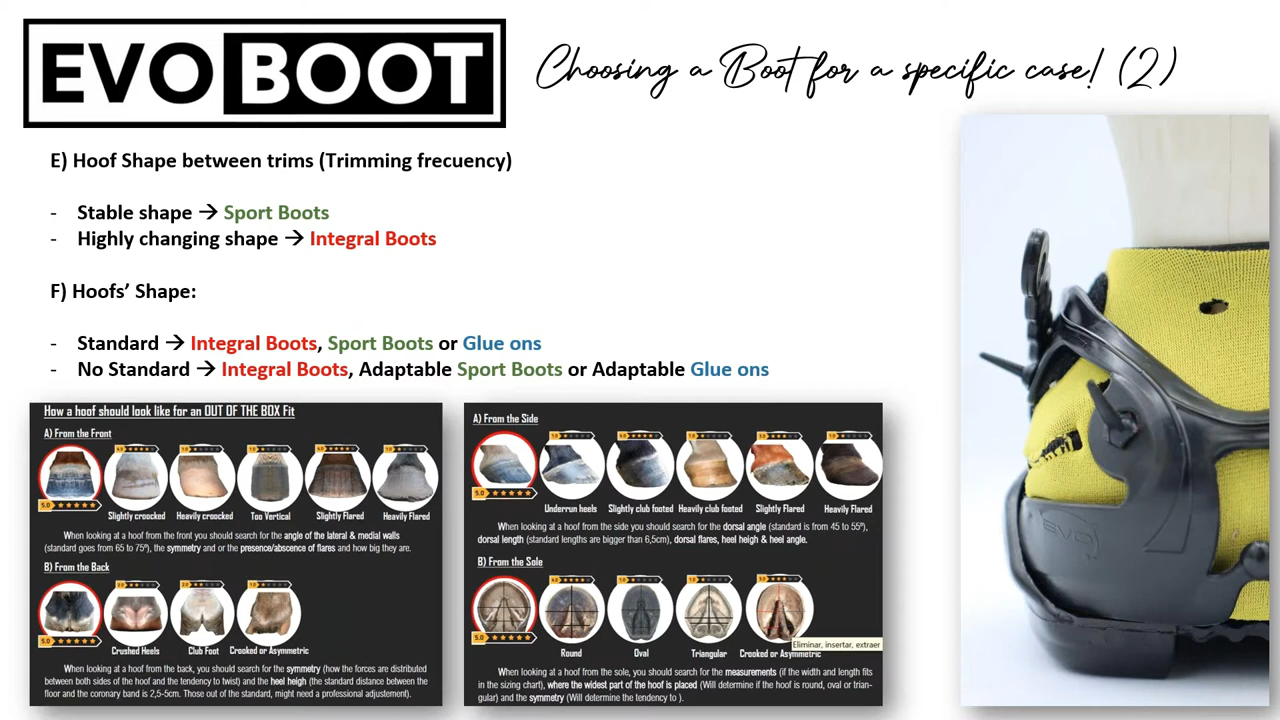 EVO BOOT
Choosing a Boot for a specific case! (2)
E) Hoof Shape between trims (Trimming frecuency)
- Stable shape → Sport Boots
- Highly changing shape → Integral Boots
F) Hoofs’ Shape:
- Standard → Integral Boots, Sport Boots or Glue ons
- No Standard → Integral Boots, Adaptable Sport Boots or Adaptable Glue ons
How a hoof should look like for an OUT OF THE BOX Fit
A) From the Front
5.0
Slightly croocked Heavily croocked Too Vertical Slightly Flared Heavily Flared
When looking at a hoof from the front you should search for the angle of the lateral & medial walls
(standard goes from 65 to 75º), the symmetry and or the presence/abscence of flares and how big they are.
B) From the Back
5.0
Crushed Heels Club Foot Crooked or Asymmetric
When looking at a hoof from the back, you should search for the symmetry (how the forces are distributed
between both sides of the hoof and the tendency to twist) and the heel heigh (the standard distance between the
floor and the coronary band is 2,5-5cm. Those out of the standard, might need a professional adjustement).
A) From the Side
5.0
Underrun heels Slightly club footed Heavily club footed Slightly Flared Heavily Flared
When looking at a hoof from the side you should search for the dorsal angle (standard is from 45 to 55º),
dorsal length (standard lengths are bigger than 6,5cm), dorsal flares, heel heigh & heel angle.
B) From the Sole
5.0
Round Oval Triangular Crooked or Asymmetric
Eliminar, insertar, extraer
When looking at a hoof from the sole, you should search for the measurements (if the width and length fits
in the sizing chart), where the widest part of the hoof is placed (Will determine if the hoof is round, oval or trian-
gular) and the symmetry (Will determine the tendency to ).
EVO